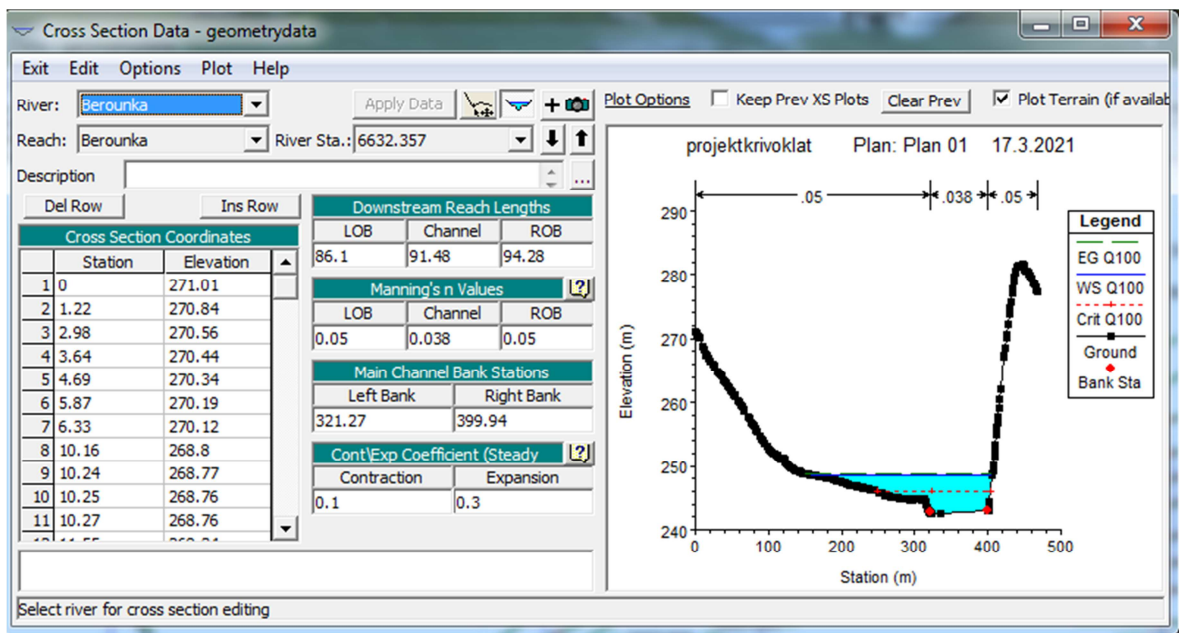 Cross Section Data - geometrydata
Exit Edit Options Plot Help
River: Berounka Apply Data
Reach: Berounka River Sta.: 6632.357
Description ...
Del Row Ins Row
Cross Section Coordinates
Station Elevation
1 0 271.01
2 1.22 270.84
3 2.98 270.56
4 3.64 270.44
5 4.69 270.34
6 5.87 270.19
7 6.33 270.12
8 10.16 268.8
9 10.24 268.77
10 10.25 268.76
11 10.27 268.76
Downstream Reach Lengths
LOB Channel ROB
86.1 91.48 94.28
Manning's n Values
LOB Channel ROB
0.05 0.038 0.05
Main Channel Bank Stations
Left Bank Right Bank
321.27 399.94
Cont\Exp Coefficient (Steady
Contraction Expansion
0.1 0.3
Plot Options Keep Prev XS Plots Clear Prev Plot Terrain (if availab
projektkrivoklat Plan: Plan 01 17.3.2021
.05 .038 .05
290
280
270
260
250
240
Elevation (m)
0 100 200 300 400 500
Station (m)
Legend
EG Q100
WS Q100
Crit Q100
Ground
Bank Sta
Select river for cross section editing